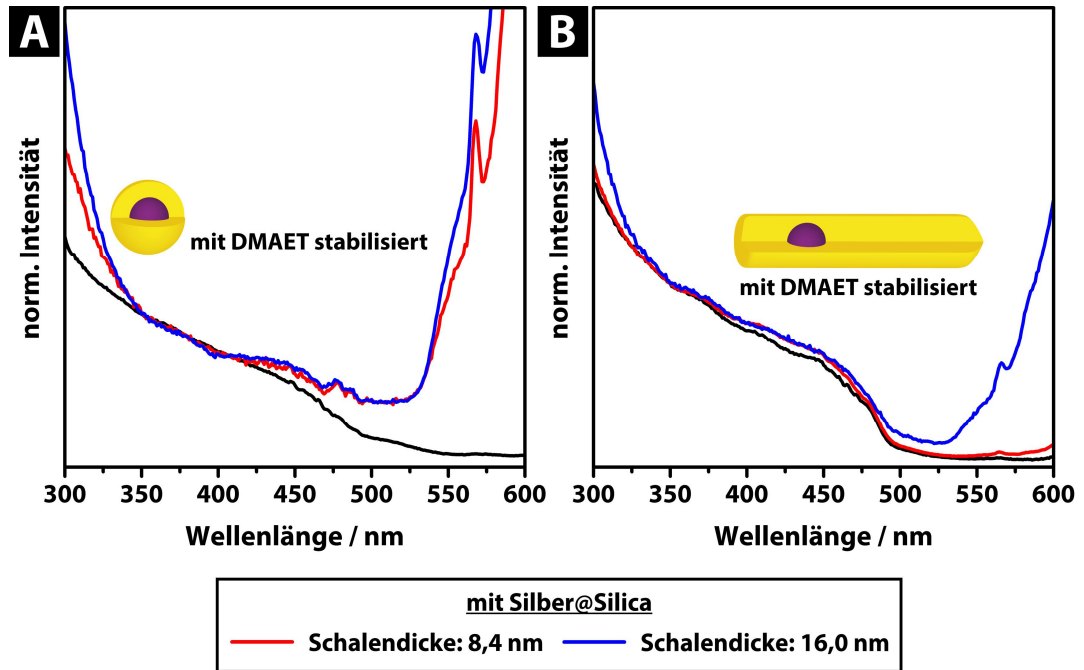 A
norm. Intensität
mit DMAET stabilisiert
300 350 400 450 500 550 600
Wellenlänge / nm
B
norm. Intensität
mit DMAET stabilisiert
300 350 400 450 500 550 600
Wellenlänge / nm
mit Silber@Silica
Schalendicke: 8,4 nm Schalendicke: 16,0 nm